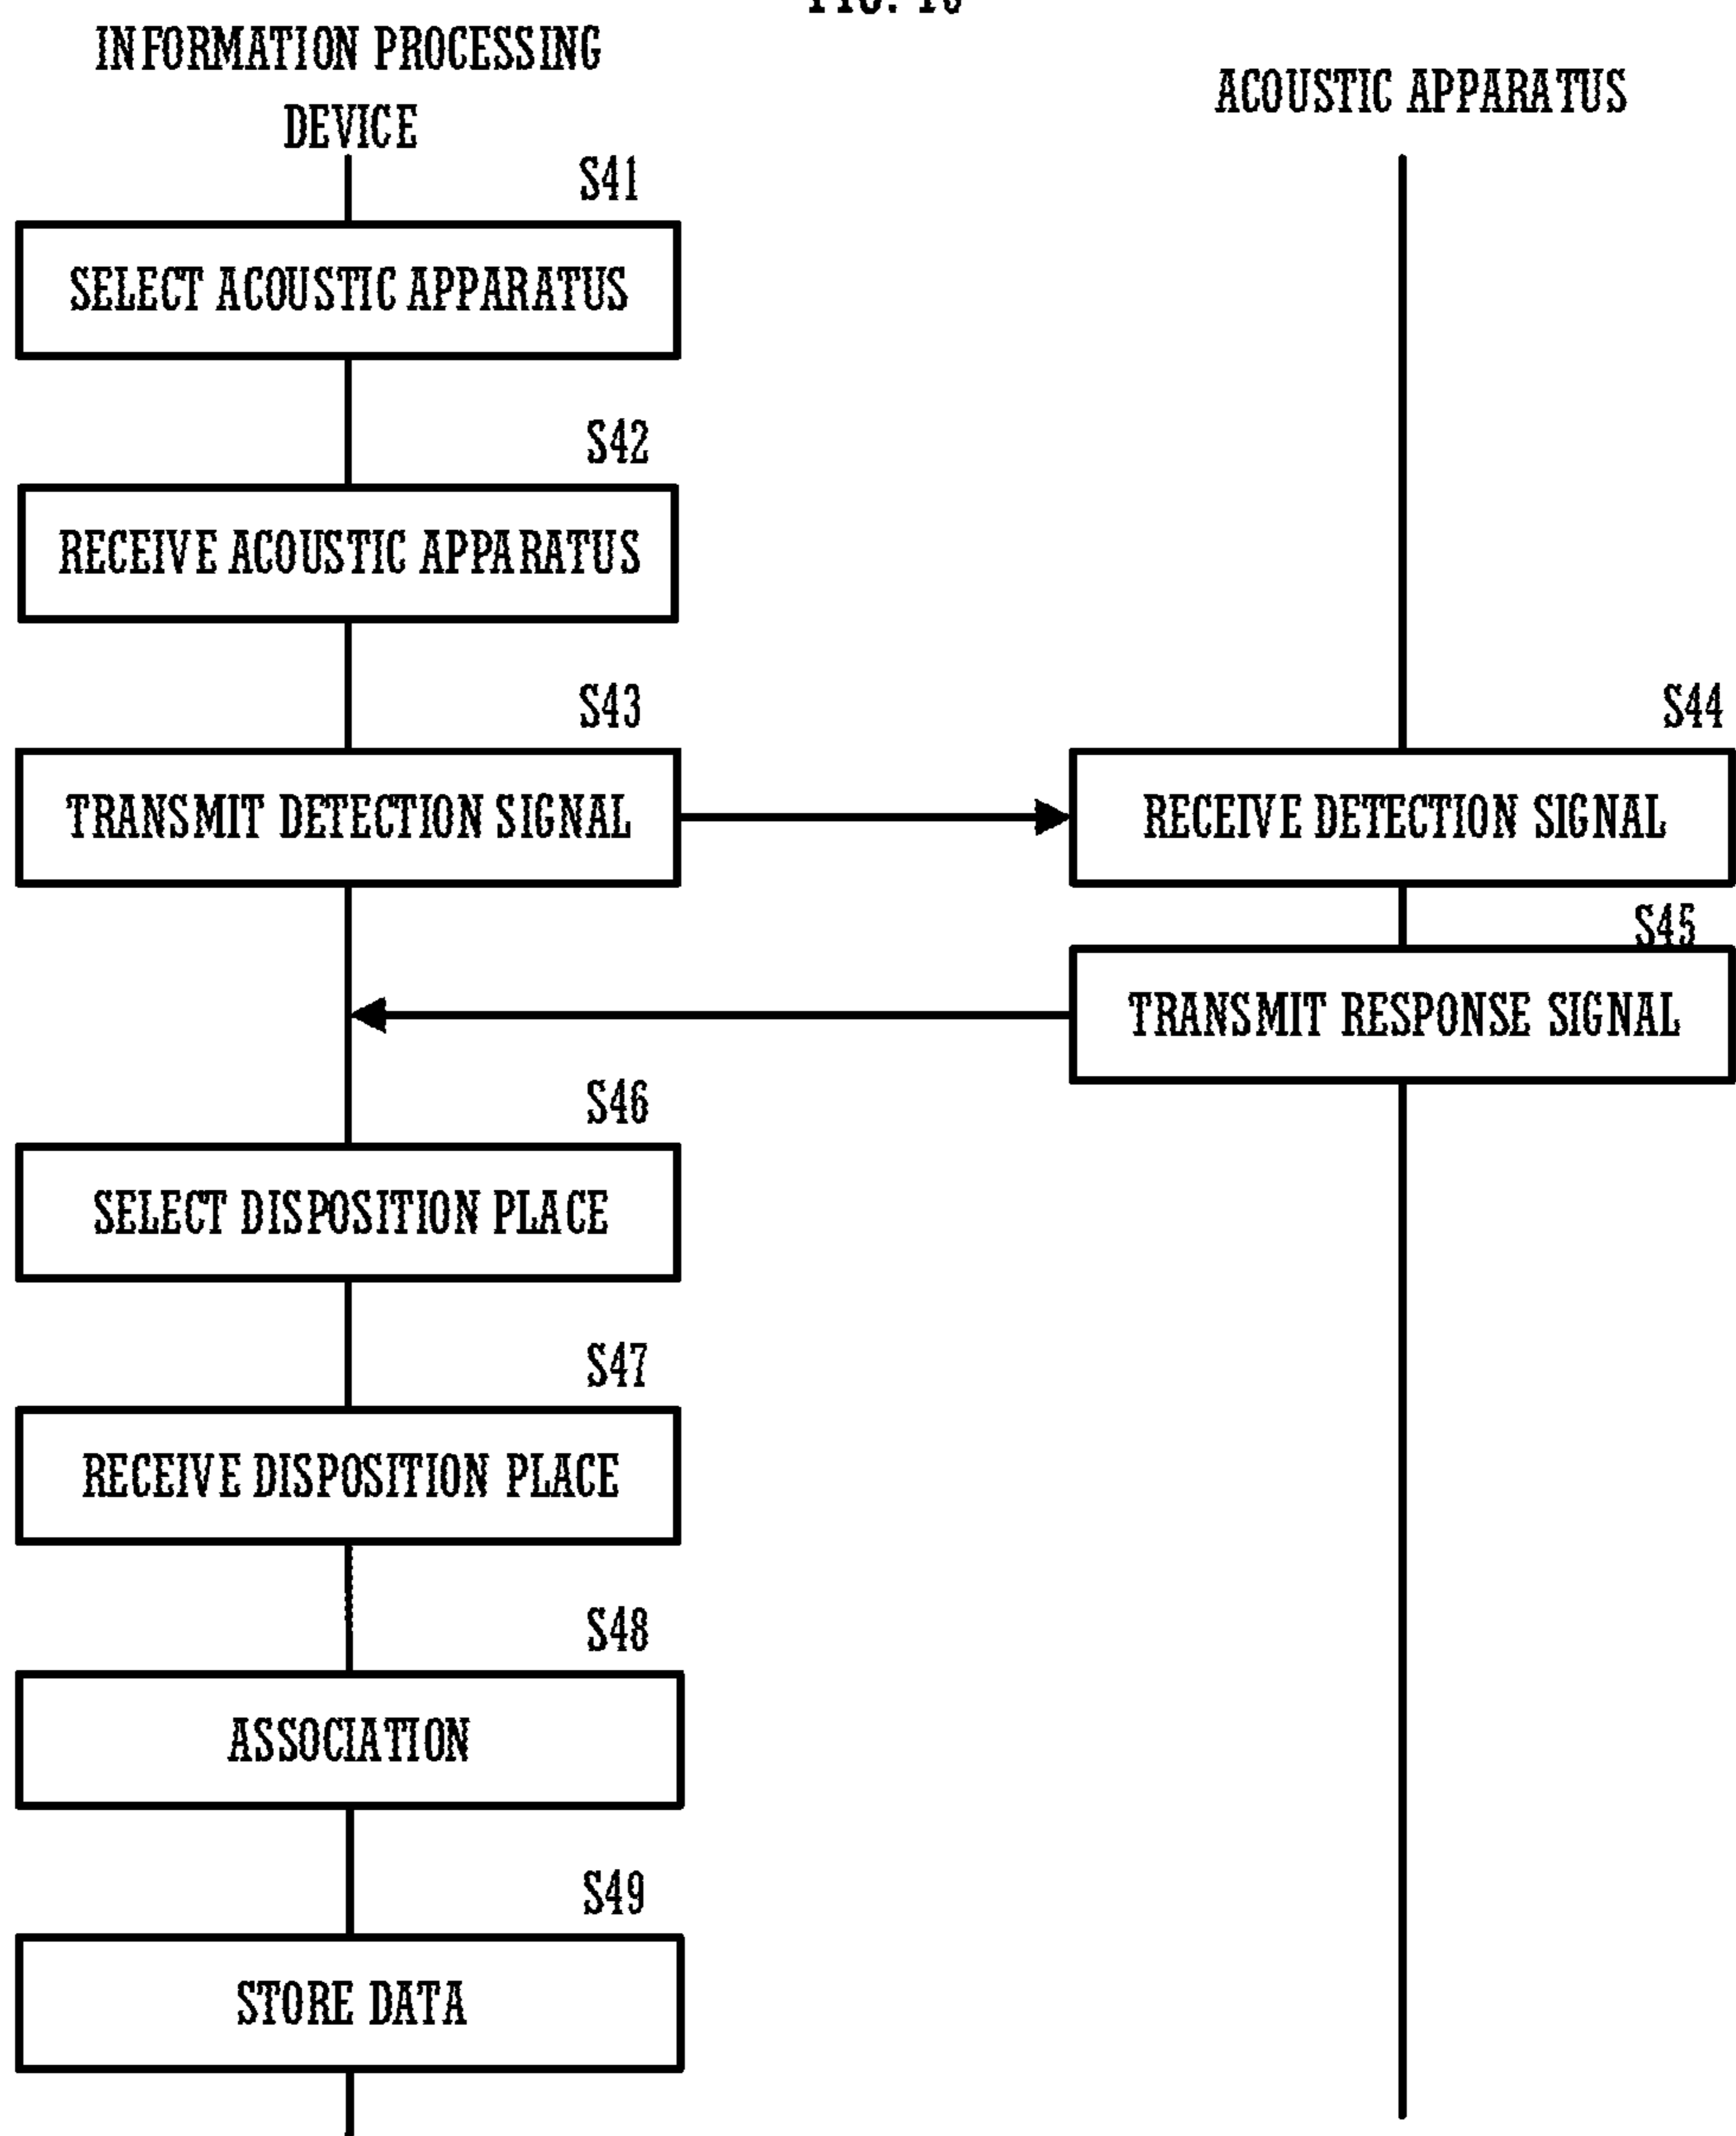 INFORMATION PROCESSING
DEVICE
ACOUSTIC APPARATUS
S41
SELECT ACOUSTIC APPARATUS
S42
RECEIVE ACOUSTIC APPARATUS
S43
S44
TRANSMIT DETECTION SIGNAL
RECEIVE DETECTION SIGNAL
S45
TRANSMIT RESPONSE SIGNAL
S46
SELECT DISPOSITION PLACE
S47
RECEIVE DISPOSITION PLACE
S48
ASSOCIATION
S49
STORE DATA